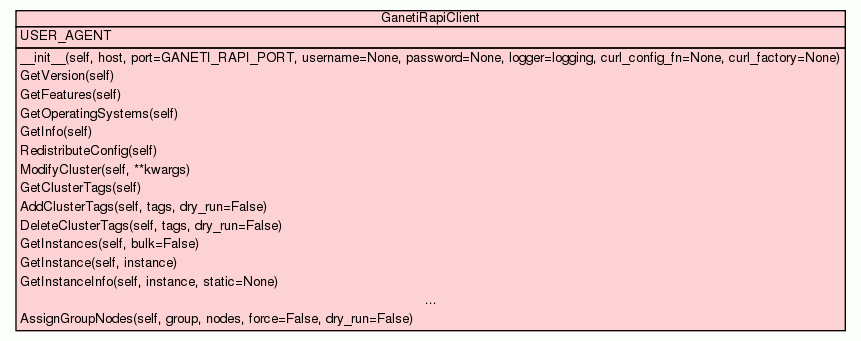 GanetiRapiClient
USER_AGENT
__init__(self, host, port=GANETI_RAPI_PORT, username=None, password=None, logger=logging, curl_config_fn=None, curl_factory=None)
GetVersion(self)
GetFeatures(self)
GetOperatingSystems(self)
GetInfo(self)
RedistributeConfig(self)
ModifyCluster(self, **kwargs)
GetClusterTags(self)
AddClusterTags(self, tags, dry_run=False)
DeleteClusterTags(self, tags, dry_run=False)
GetInstances(self, bulk=False)
GetInstance(self, instance)
GetInstanceInfo(self, instance, static=None)
...
AssignGroupNodes(self, group, nodes, force=False, dry_run=False)